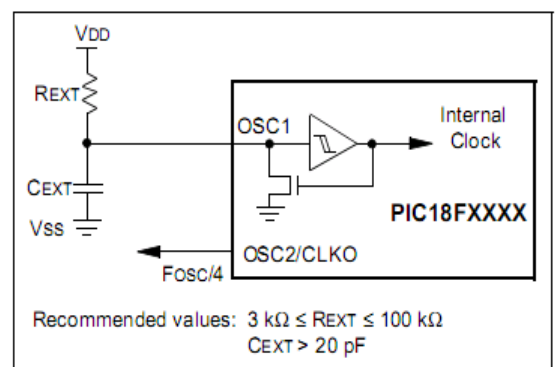 VDD
REXT
OSC1
Internal
Clock
CEXT
PIC18FXXXX
VSS
OSC2/CLKO
FOSC/4
Recommended values: 3 kΩ ≤ REXT ≤ 100 kΩ
CEXT > 20 pF